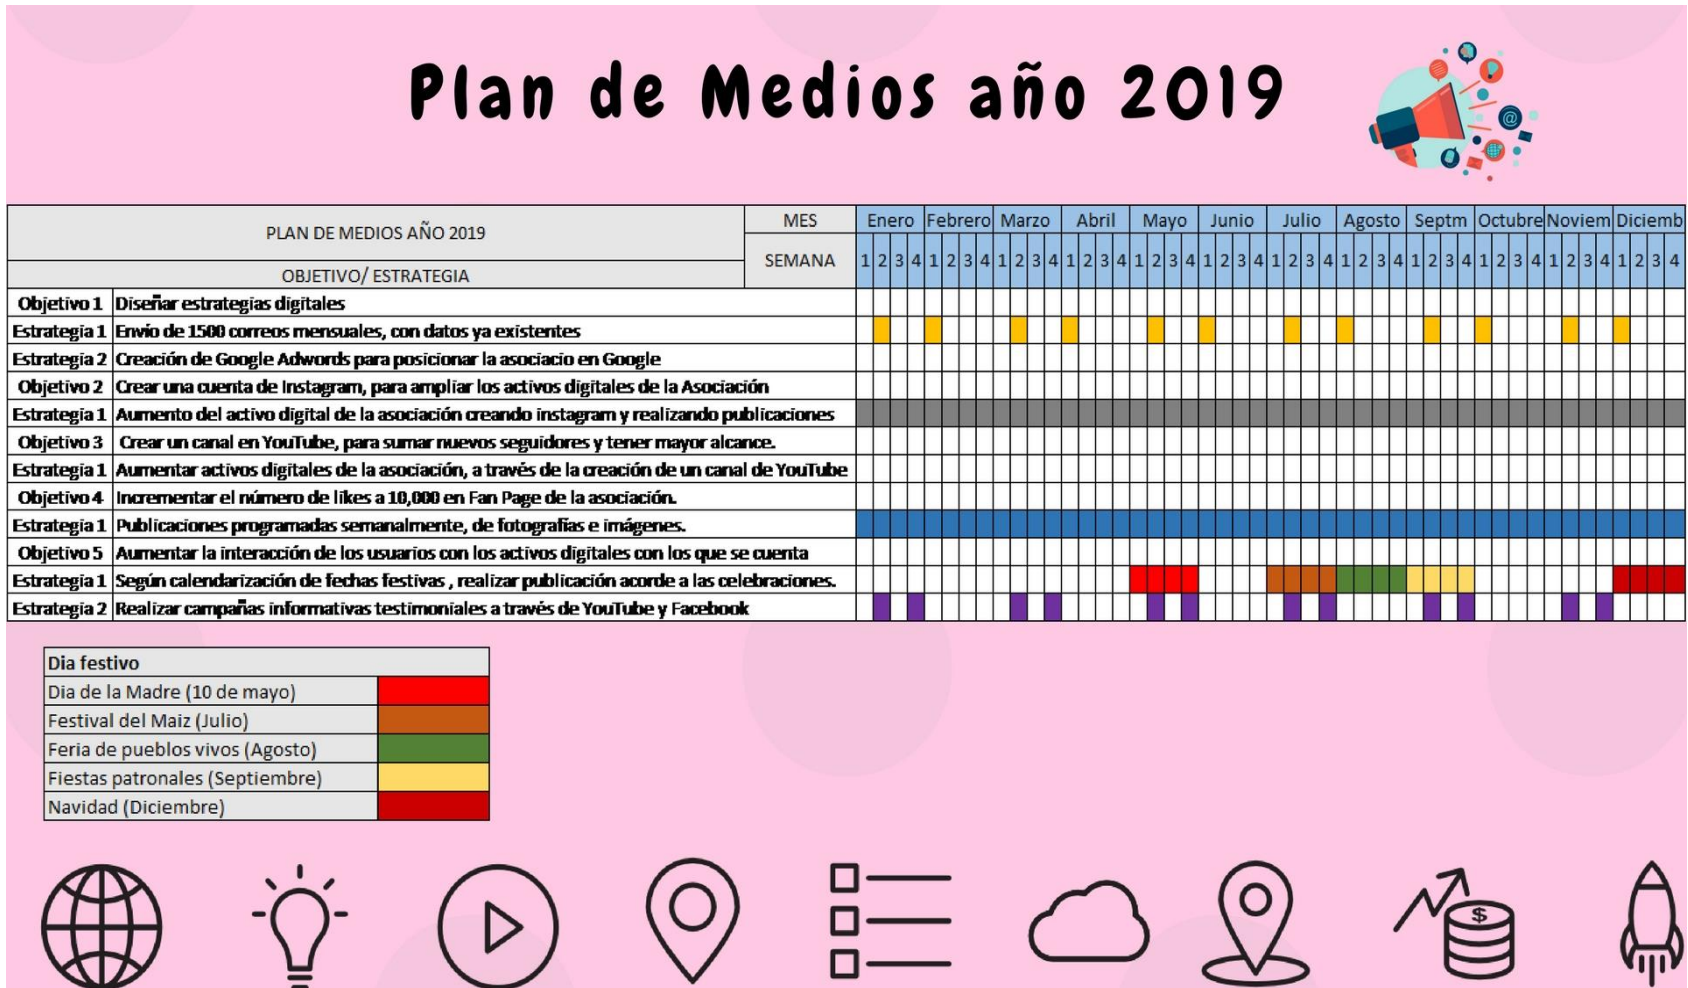 Plan de Medios año 2019
PLAN DE MEDIOS AÑO 2019
MES
Enero Febrero Marzo Abril Mayo Junio Julio Agosto Septm Octubre Noviem Diciemb
SEMANA
1 2 3 4 1 2 3 4 1 2 3 4 1 2 3 4 1 2 3 4 1 2 3 4 1 2 3 4 1 2 3 4 1 2 3 4 1 2 3 4 1 2 3 4 1 2 3 4
OBJETIVO/ ESTRATEGIA
Objetivo 1 Diseñar estrategias digitales
Estrategia 1 Envío de 1500 correos mensuales, con datos ya existentes
Estrategia 2 Creación de Google Adwords para posicionar la asociacio en Google
Objetivo 2 Crear una cuenta de Instagram, para ampliar los activos digitales de la Asociación
Estrategia 1 Aumento del activo digital de la asociación creando instagram y realizando publicaciones
Objetivo 3 Crear un canal en YouTube, para sumar nuevos seguidores y tener mayor alcance.
Estrategia 1 Aumentar activos digitales de la asociación, a través de la creación de un canal de YouTube
Objetivo 4 Incrementar el número de likes a 10,000 en Fan Page de la asociación.
Estrategia 1 Publicaciones programadas semanalmente, de fotografías e imágenes.
Objetivo 5 Aumentar la interacción de los usuarios con los activos digitales con los que se cuenta
Estrategia 1 Según calendarización de fechas festivas , realizar publicación acorde a las celebraciones.
Estrategia 2 Realizar campañas informativas testimoniales a través de YouTube y Facebook
Dia festivo
Dia de la Madre (10 de mayo)
Festival del Maiz (Julio)
Feria de pueblos vivos (Agosto)
Fiestas patronales (Septiembre)
Navidad (Diciembre)
@
$